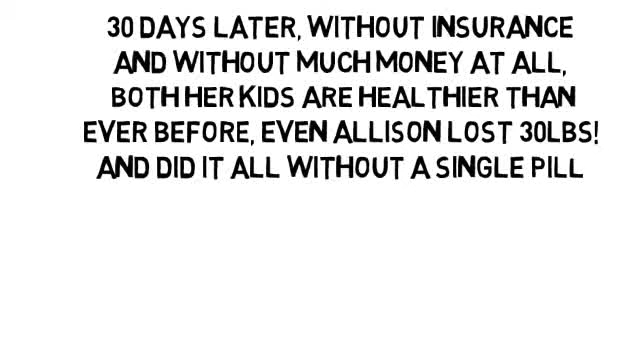 30 DAYS LATER, WITHOUT INSURANCE
AND WITHOUT MUCH MONEY AT ALL,
BOTH HER KIDS ARE HEALTHIER THAN
EVER BEFORE, EVEN ALLISON LOST 30LBS!
AND DID IT ALL WITHOUT A SINGLE PILL